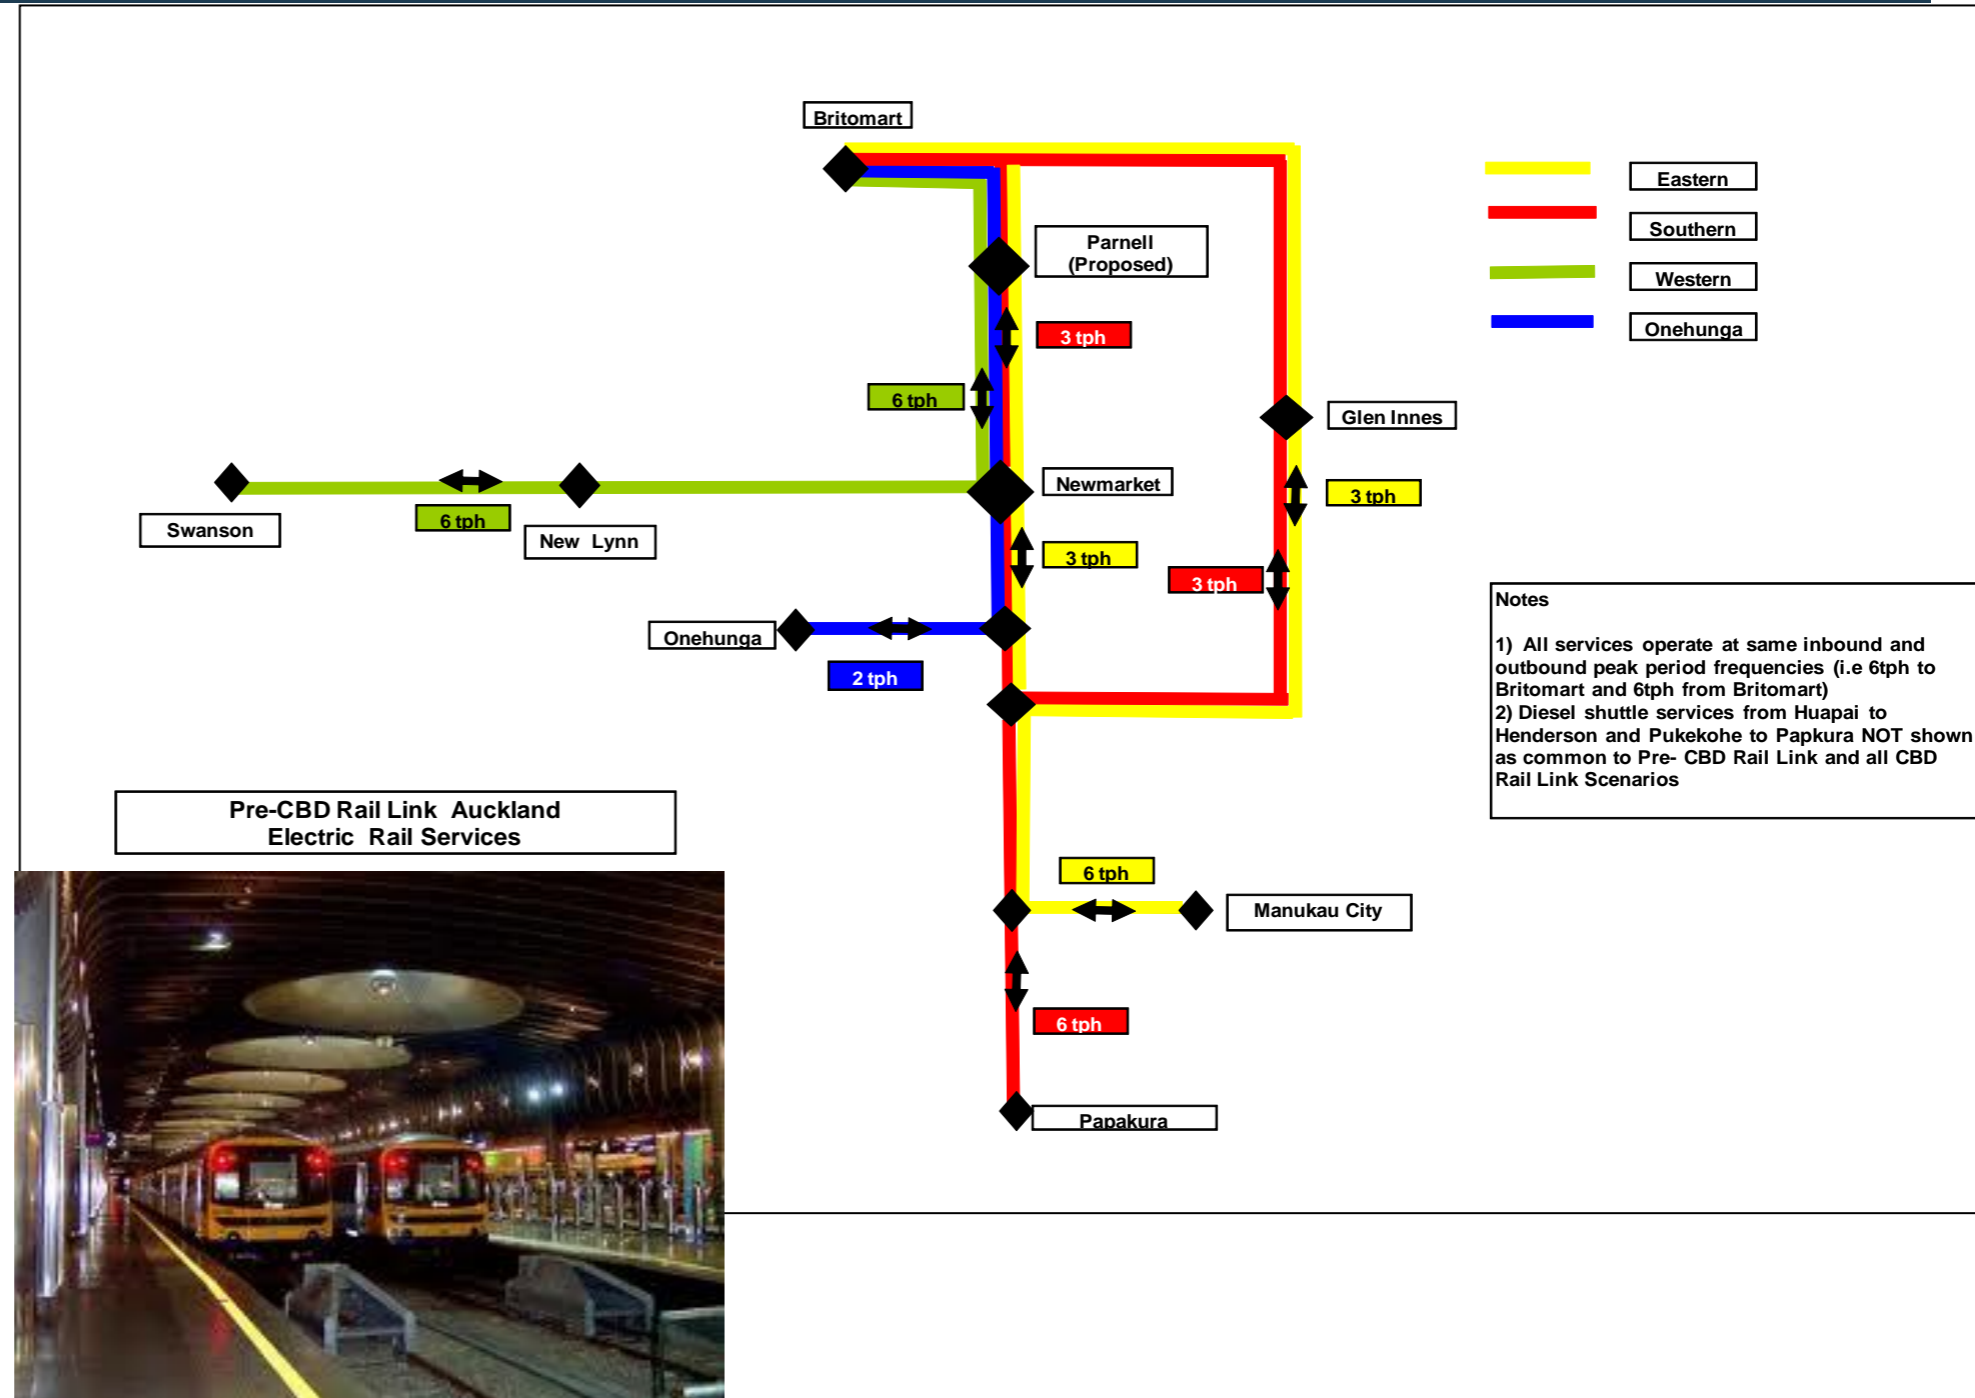 Britomart
Eastern
Southern
Western
Onehunga
Parnell
(Proposed)
3 tph
6 tph
Glen Innes
Newmarket
3 tph
Swanson
6 tph
New Lynn
3 tph
3 tph
Onehunga
2 tph
Notes
1) All services operate at same inbound and
outbound peak period frequencies (i.e 6tph to
Britomart and 6tph from Britomart)
2) Diesel shuttle services from Huapai to
Henderson and Pukekohe to Papkura NOT shown
as common to Pre- CBD Rail Link and all CBD
Rail Link Scenarios
Pre-CBD Rail Link Auckland
Electric Rail Services
6 tph
Manukau City
6 tph
Papakura
2